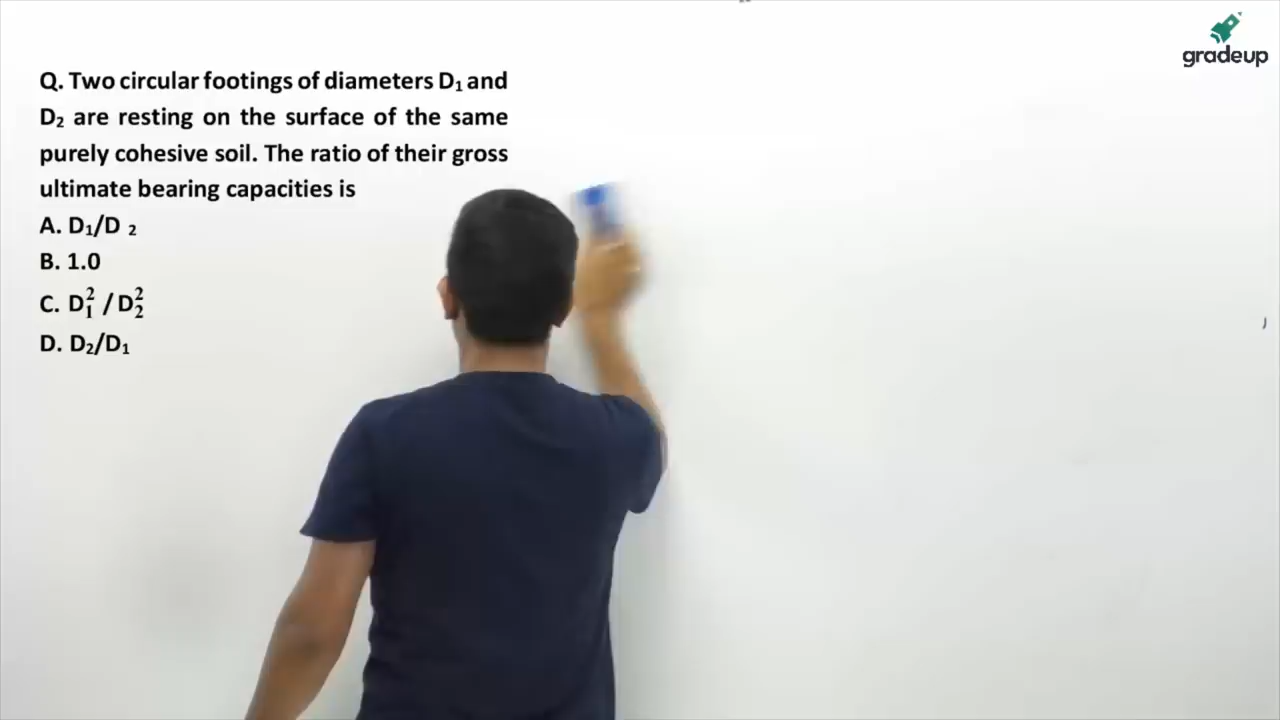 gradeup
Q. Two circular footings of diameters D₁ and
D₂ are resting on the surface of the same
purely cohesive soil. The ratio of their gross
ultimate bearing capacities is
A. D₁/D ₂
B. 1.0
C. D₁² / D₂²
D. D₂/D₁